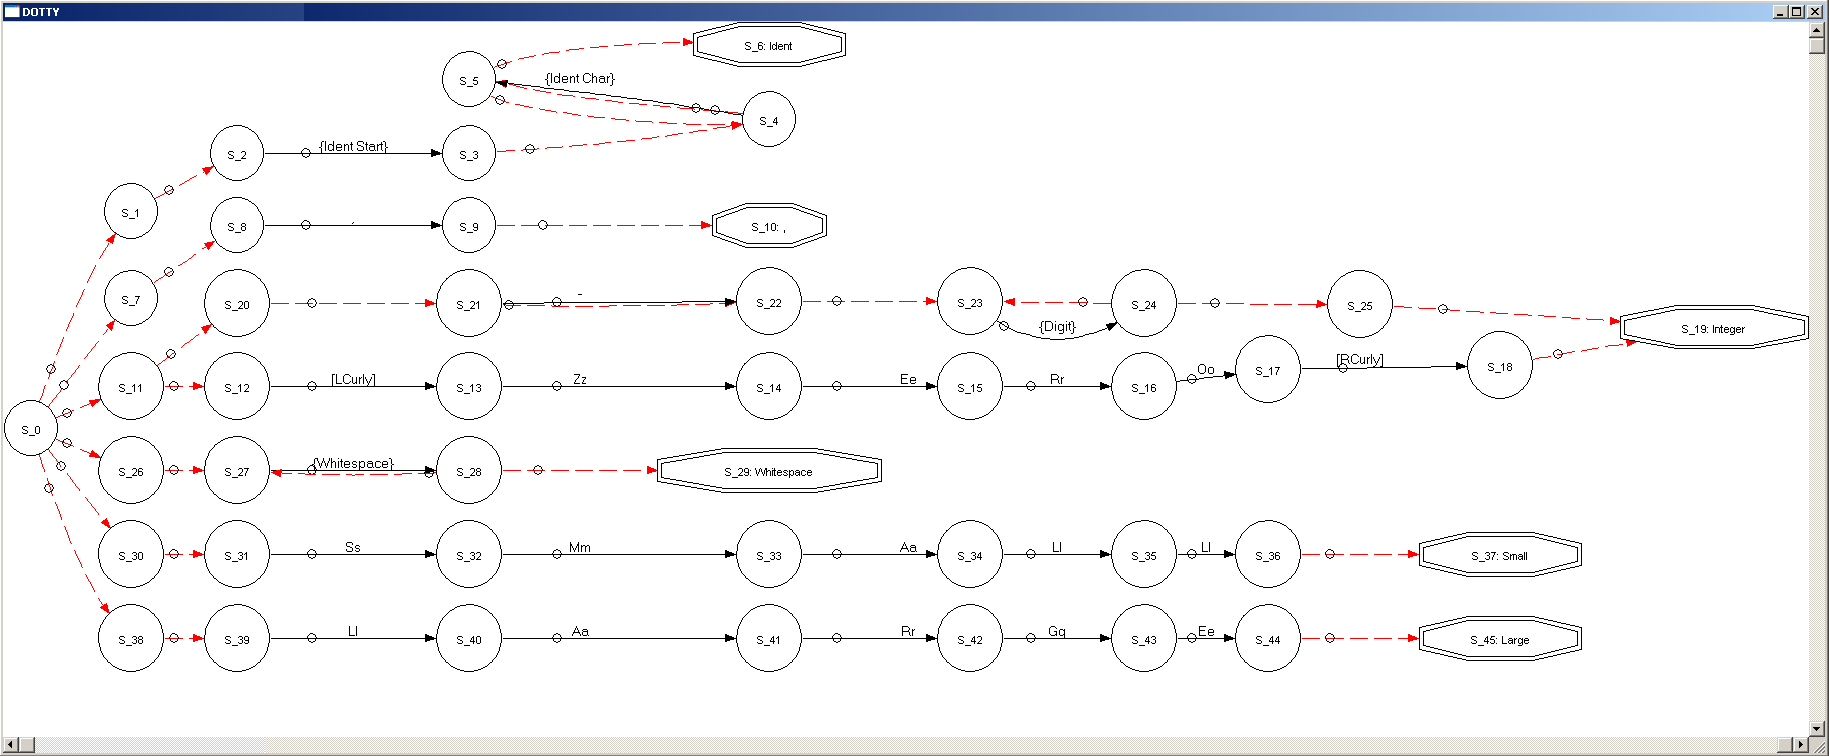 DOTTY
S_6: Ident
S_5
{Ident Char}
S_4
S_2
{Ident Start}
S_3
S_1
S_8
,
S_9
S_10: ,
S_7
S_20
S_21
-
S_22
S_23
{Digit}
S_24
S_25
S_19: Integer
S_11
S_12
[LCurly]
S_13
Zz
S_14
Ee
S_15
Rr
S_16
Oo
S_17
[RCurly]
S_18
S_0
S_26
S_27
{Whitespace}
S_28
S_29: Whitespace
S_30
S_31
Ss
S_32
Mm
S_33
Aa
S_34
Ll
S_35
Ll
S_36
S_37: Small
S_38
S_39
Ll
S_40
Aa
S_41
Rr
S_42
Gg
S_43
Ee
S_44
S_45: Large